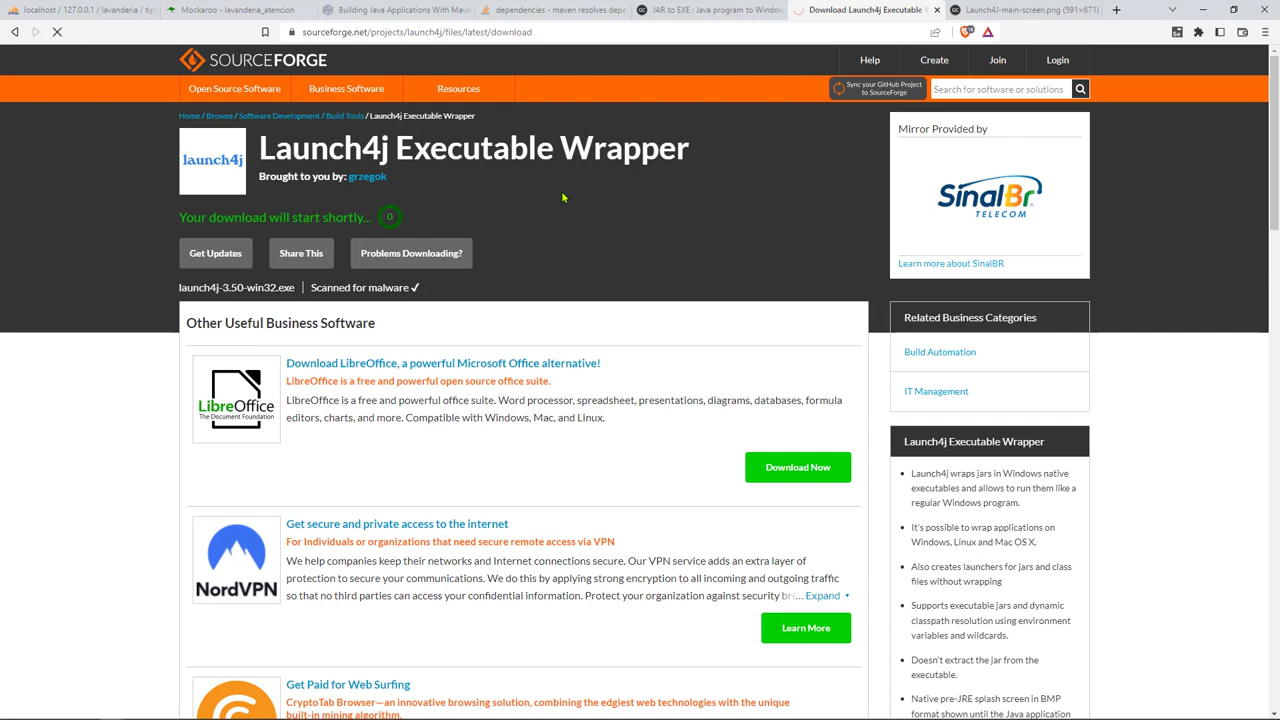 localhost / 127.0.0.1 / lavanderia / tip
Mockaroo - lavanderia_atencion
Building Java Applications With Mave
dependencies - maven resolves depe
JAR to EXE : Java program to Window
Download Launch4j Executable
Launch4J-main-screen.png (591×671)
sourceforge.net/projects/launch4j/files/latest/download
SOURCEFORGE
Help
Create
Join
Login
Open Source Software
Business Software
Resources
Sync your GitHub Project
to SourceForge
Search for software or solutions
Home / Browse / Software Development / Build Tools / Launch4j Executable Wrapper
launch4j
Launch4j Executable Wrapper
Brought to you by: grzegok
Your download will start shortly... 0
Get Updates
Share This
Problems Downloading?
launch4j-3.50-win32.exe
Scanned for malware ✓
Mirror Provided by
SinalBr
TELECOM
Learn more about SinalBR
Other Useful Business Software
LibreOffice
The Document Foundation
Download LibreOffice, a powerful Microsoft Office alternative!
LibreOffice is a free and powerful open source office suite.
LibreOffice is a free and powerful office suite. Word processor, spreadsheet, presentations, diagrams, databases, formula
editors, charts, and more. Compatible with Windows, Mac, and Linux.
Download Now
NordVPN
Get secure and private access to the internet
For Individuals or organizations that need secure remote access via VPN
We help companies keep their networks and Internet connections secure. Our VPN service adds an extra layer of
protection to secure your communications. We do this by applying strong encryption to all incoming and outgoing traffic
so that no third parties can access your confidential information. Protect your organization against security bre... Expand
Learn More
Get Paid for Web Surfing
CryptoTab Browser—an innovative browsing solution, combining the edgiest web technologies with the unique
built-in mining algorithm.
Related Business Categories
Build Automation
IT Management
Launch4j Executable Wrapper
Launch4j wraps jars in Windows native
executables and allows to run them like a
regular Windows program.
It's possible to wrap applications on
Windows, Linux and Mac OS X.
Also creates launchers for jars and class
files without wrapping
Supports executable jars and dynamic
classpath resolution using environment
variables and wildcards.
Doesn't extract the jar from the
executable.
Native pre-JRE splash screen in BMP
format shown until the Java application